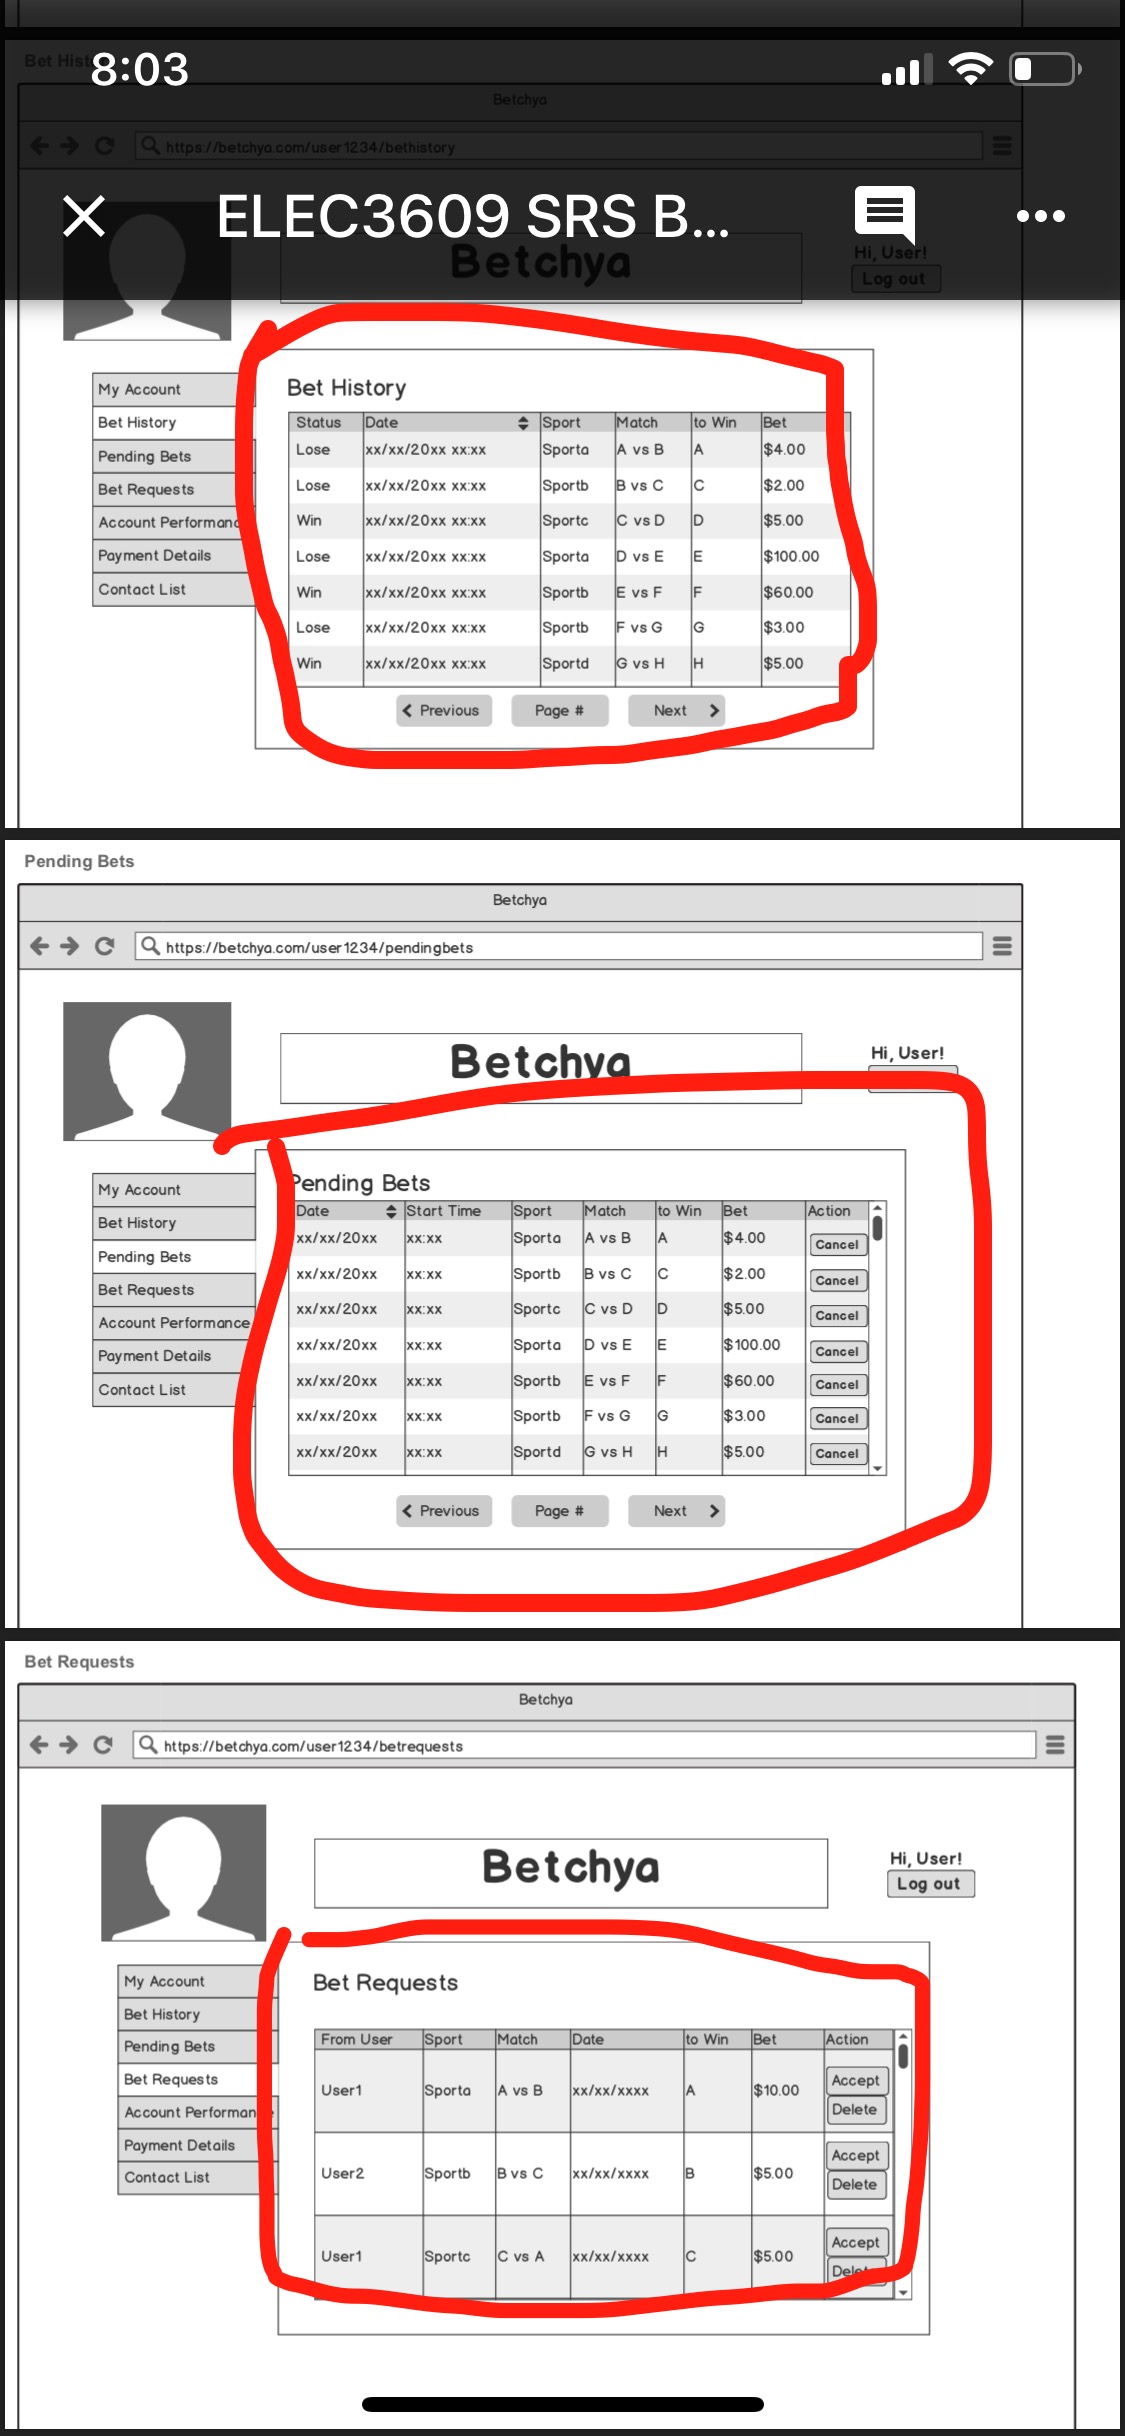 Bet Hist
8:03
Betchya
https://betchya.com/user1234/bethistory
ELEC3609 SRS B...
Betchya
Hi, User!
Log out
My Account
Bet History
Pending Bets
Bet Requests
Account Performanc
Payment Details
Contact List
Bet History
Status Date Sport Match to Win Bet
Lose xx/xx/20xx xx:xx Sporta A vs B A $4.00
Lose xx/xx/20xx xx:xx Sportb B vs C C $2.00
Win xx/xx/20xx xx:xx Sportc C vs D D $5.00
Lose xx/xx/20xx xx:xx Sporta D vs E E $100.00
Win xx/xx/20xx xx:xx Sportb E vs F F $60.00
Lose xx/xx/20xx xx:xx Sportb F vs G G $3.00
Win xx/xx/20xx xx:xx Sportd G vs H H $5.00
Previous Page # Next
Pending Bets
Betchya
https://betchya.com/user1234/pendingbets
Betchya
Hi, User!
My Account
Bet History
Pending Bets
Bet Requests
Account Performance
Payment Details
Contact List
Pending Bets
Date Start Time Sport Match to Win Bet Action
xx/xx/20xx xx:xx Sporta A vs B A $4.00 Cancel
xx/xx/20xx xx:xx Sportb B vs C C $2.00 Cancel
xx/xx/20xx xx:xx Sportc C vs D D $5.00 Cancel
xx/xx/20xx xx:xx Sporta D vs E E $100.00 Cancel
xx/xx/20xx xx:xx Sportb E vs F F $60.00 Cancel
xx/xx/20xx xx:xx Sportb F vs G G $3.00 Cancel
xx/xx/20xx xx:xx Sportd G vs H H $5.00 Cancel
Previous Page # Next
Bet Requests
Betchya
https://betchya.com/user1234/betrequests
Betchya
Hi, User!
Log out
My Account
Bet History
Pending Bets
Bet Requests
Account Performan
Payment Details
Contact List
Bet Requests
From User Sport Match Date to Win Bet Action
User1 Sporta A vs B xx/xx/xxxx A $10.00 Accept
Delete
User2 Sportb B vs C xx/xx/xxxx B $5.00 Accept
Delete
User1 Sportc C vs A xx/xx/xxxx C $5.00 Accept
Delete